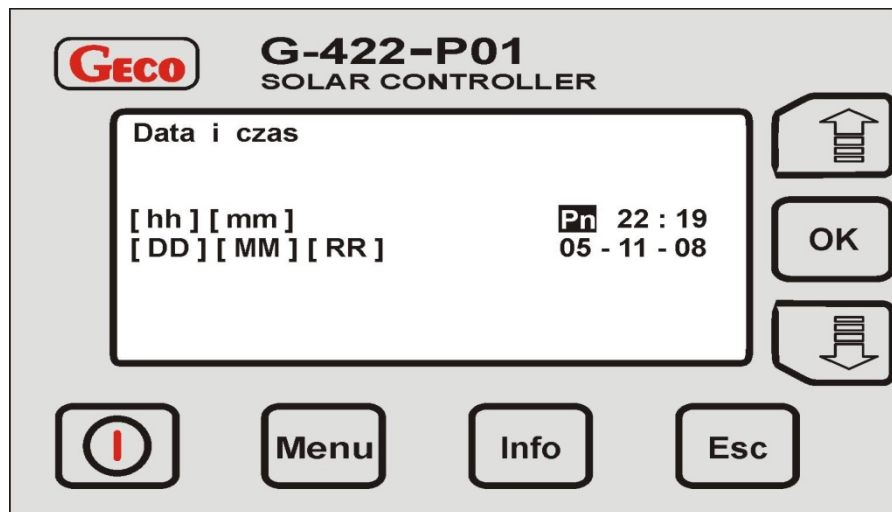 GECO
G-422-P01
SOLAR CONTROLLER
Data i czas
[ hh ] [ mm ] Pn 22 : 19
[ DD ] [ MM ] [ RR ] 05 - 11 - 08
OK
Menu Info Esc